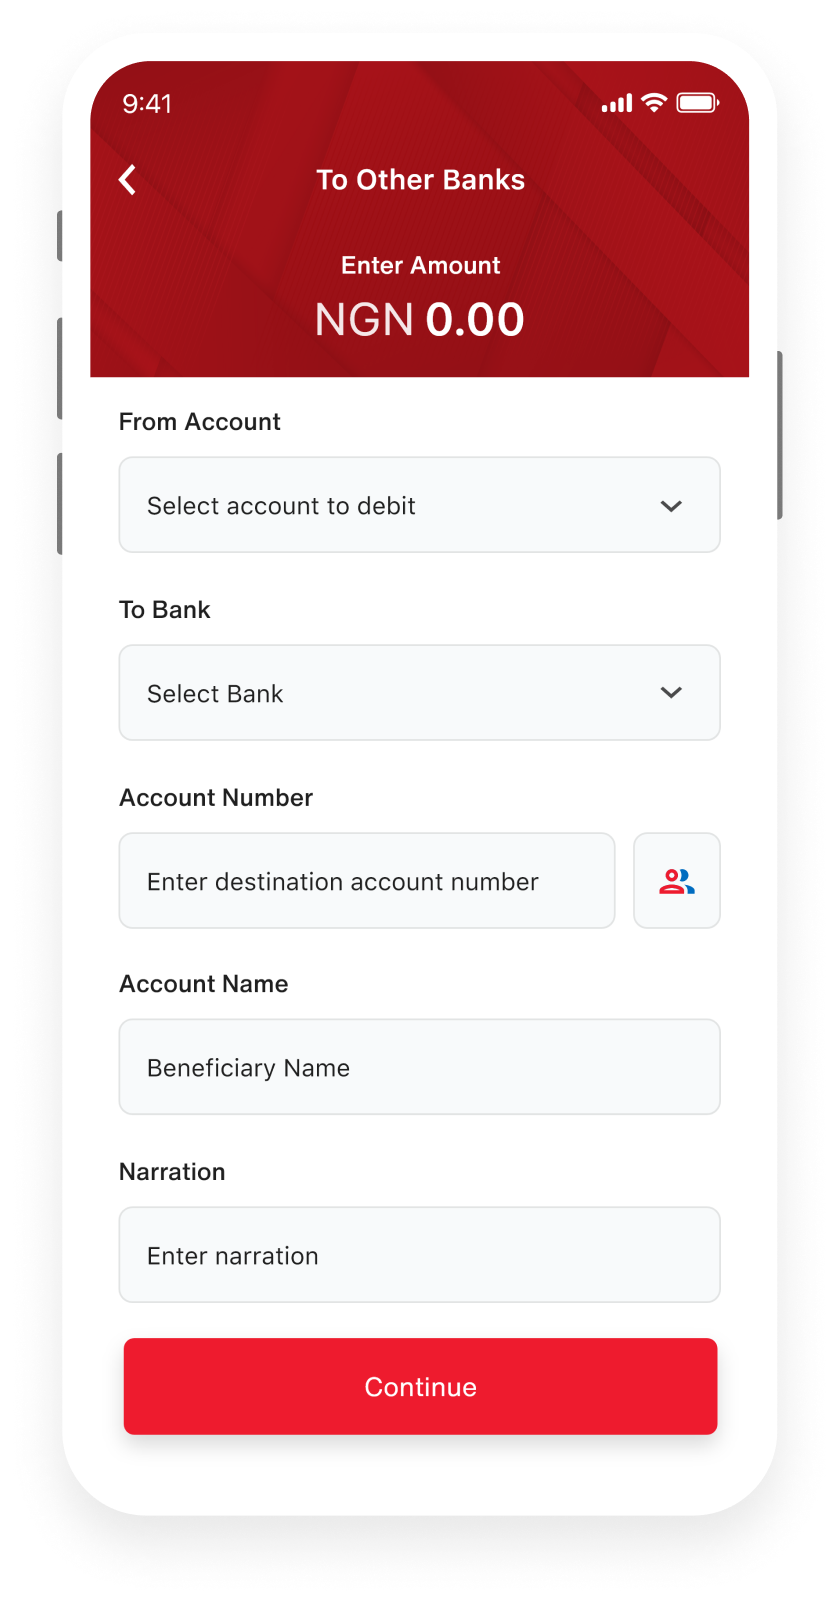 9:41
To Other Banks
Enter Amount
NGN 0.00
From Account
Select account to debit
To Bank
Select Bank
Account Number
Enter destination account number
Account Name
Beneficiary Name
Narration
Enter narration
Continue